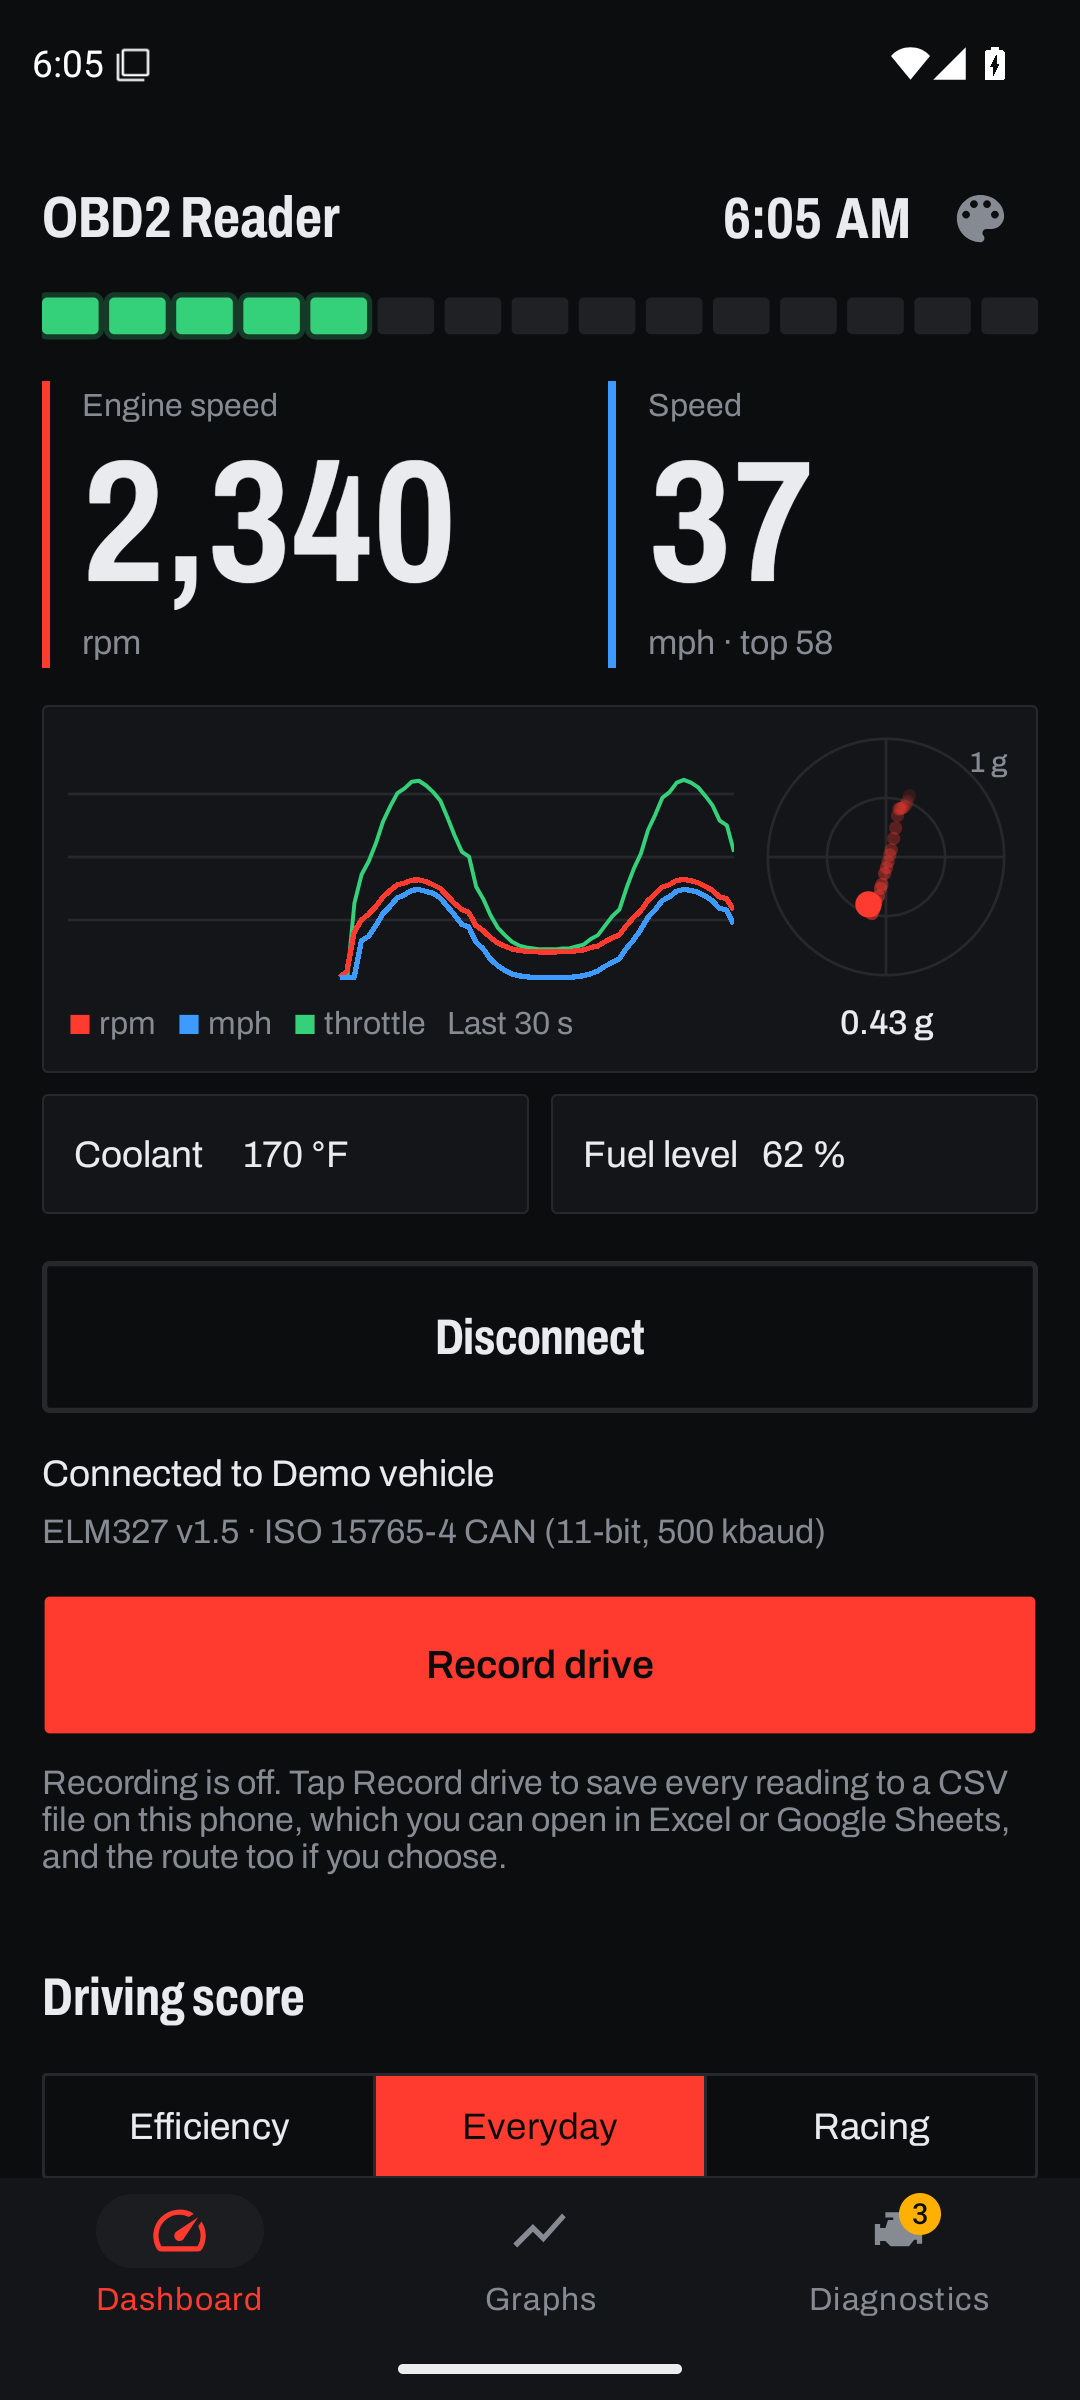 6:05
OBD2 Reader
6:05 AM
Engine speed
2,340
rpm
Speed
37
mph · top 58
1 g
rpm mph throttle Last 30 s
0.43 g
Coolant 170 °F
Fuel level 62 %
Disconnect
Connected to Demo vehicle
ELM327 v1.5 · ISO 15765-4 CAN (11-bit, 500 kbaud)
Record drive
Recording is off. Tap Record drive to save every reading to a CSV
file on this phone, which you can open in Excel or Google Sheets,
and the route too if you choose.
Driving score
Efficiency
Everyday
Racing
3
Dashboard
Graphs
Diagnostics